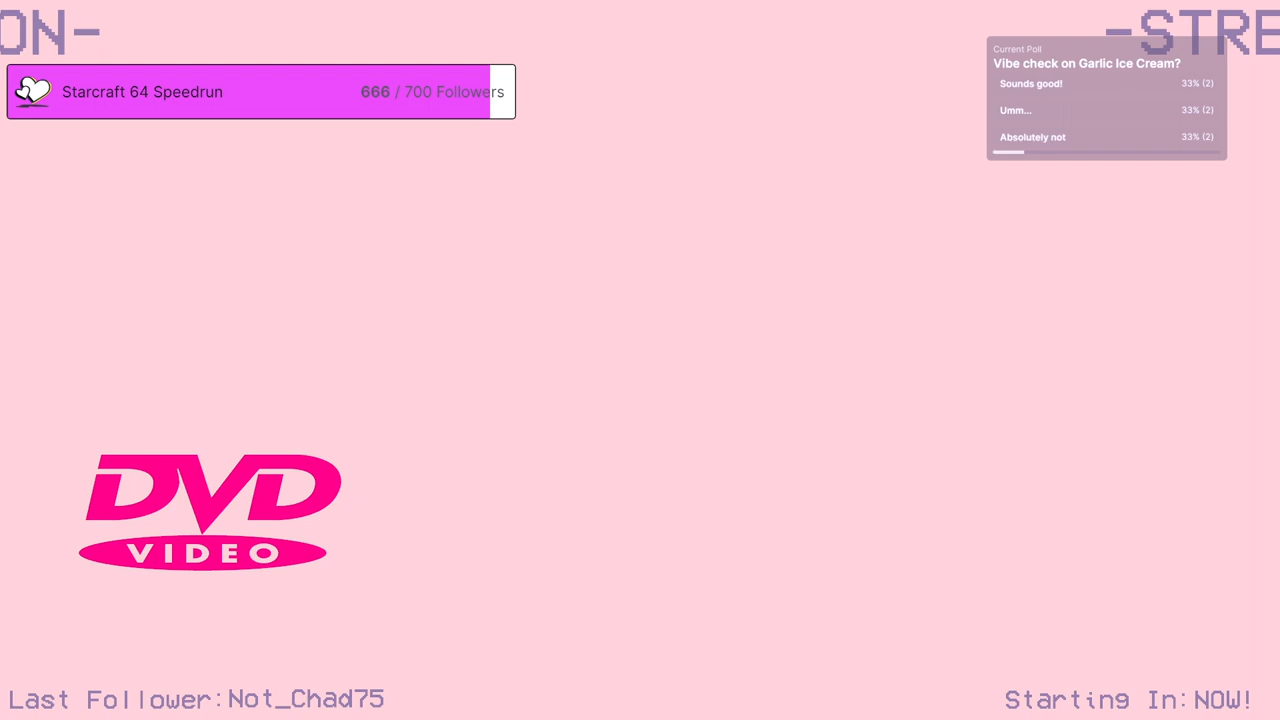 ON-
-STRE
Starcraft 64 Speedrun
666 / 700 Followers
Current Poll
Vibe check on Garlic Ice Cream?
Sounds good! 33% (2)
Umm... 33% (2)
Absolutely not 33% (2)
DVD
VIDEO
Last Follower: Not_Chad75
Starting In: NOW!